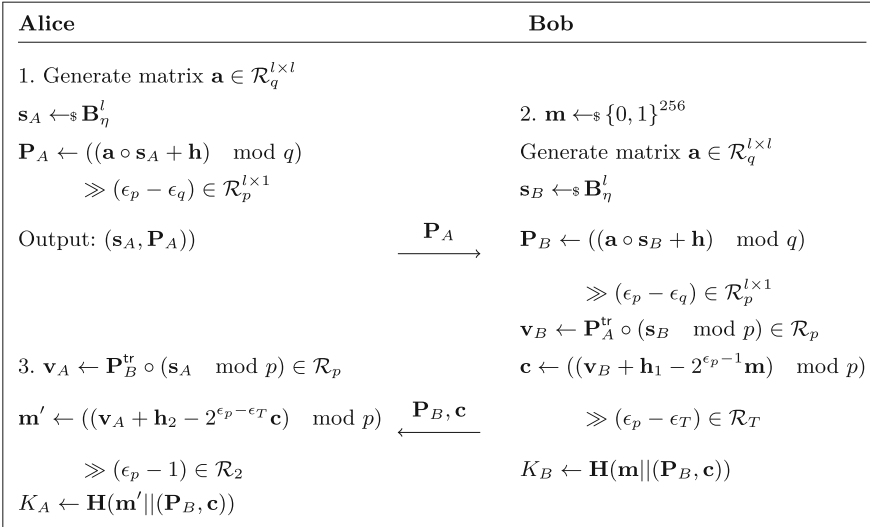 Alice Bob
1. Generate matrix a ∈ R_q^{l×l}
s_A ←$ B_η^l
2. m ←$ {0, 1}^{256}
P_A ← ((a ∘ s_A + h) mod q)
Generate matrix a ∈ R_q^{l×l}
≫ (ϵ_p − ϵ_q) ∈ R_p^{l×1}
s_B ←$ B_η^l
Output: (s_A, P_A))
P_A
P_B ← ((a ∘ s_B + h) mod q)
≫ (ϵ_p − ϵ_q) ∈ R_p^{l×1}
v_B ← P_A^{tr} ∘ (s_B mod p) ∈ R_p
3. v_A ← P_B^{tr} ∘ (s_A mod p) ∈ R_p
c ← ((v_B + h_1 − 2^{ϵ_p−1}m) mod p)
m′ ← ((v_A + h_2 − 2^{ϵ_p−ϵ_T}c) mod p)
P_B, c
≫ (ϵ_p − ϵ_T) ∈ R_T
≫ (ϵ_p − 1) ∈ R_2
K_B ← H(m||(P_B, c))
K_A ← H(m′||(P_B, c))